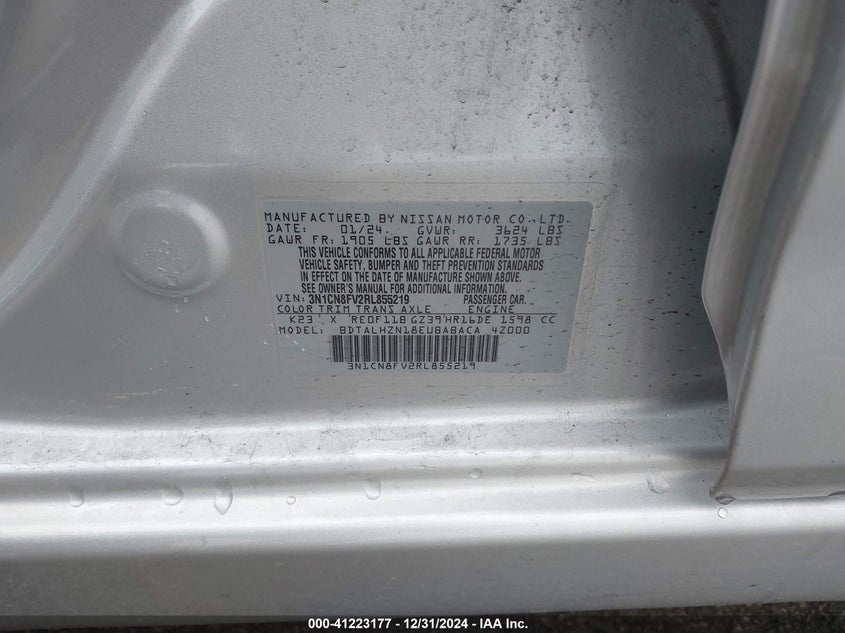 MANUFACTURED BY NISSAN MOTOR CO.,LTD.
DATE: 01/24. GVWR: 3624 LBS
GAWR FR: 1905 LBS GAWR RR: 1735 LBS
THIS VEHICLE CONFORMS TO ALL APPLICABLE FEDERAL MOTOR
VEHICLE SAFETY, BUMPER AND THEFT PREVENTION STANDARDS
IN EFFECT ON THE DATE OF MANUFACTURE SHOWN ABOVE.
SEE OWNER'S MANUAL FOR ADDITIONAL INFORMATION.
VIN: 3N1CN8FV2RL855219 PASSENGER CAR.
COLOR TRIM TRANS AXLE ENGINE
K23 X RE0F11B GZ39 HR16DE 1598 CC
MODEL: BDTALHZN18EUBABACA 4Z000
3N1CN8FV2RL855219
000-41223177 - 12/31/2024 - IAA Inc.